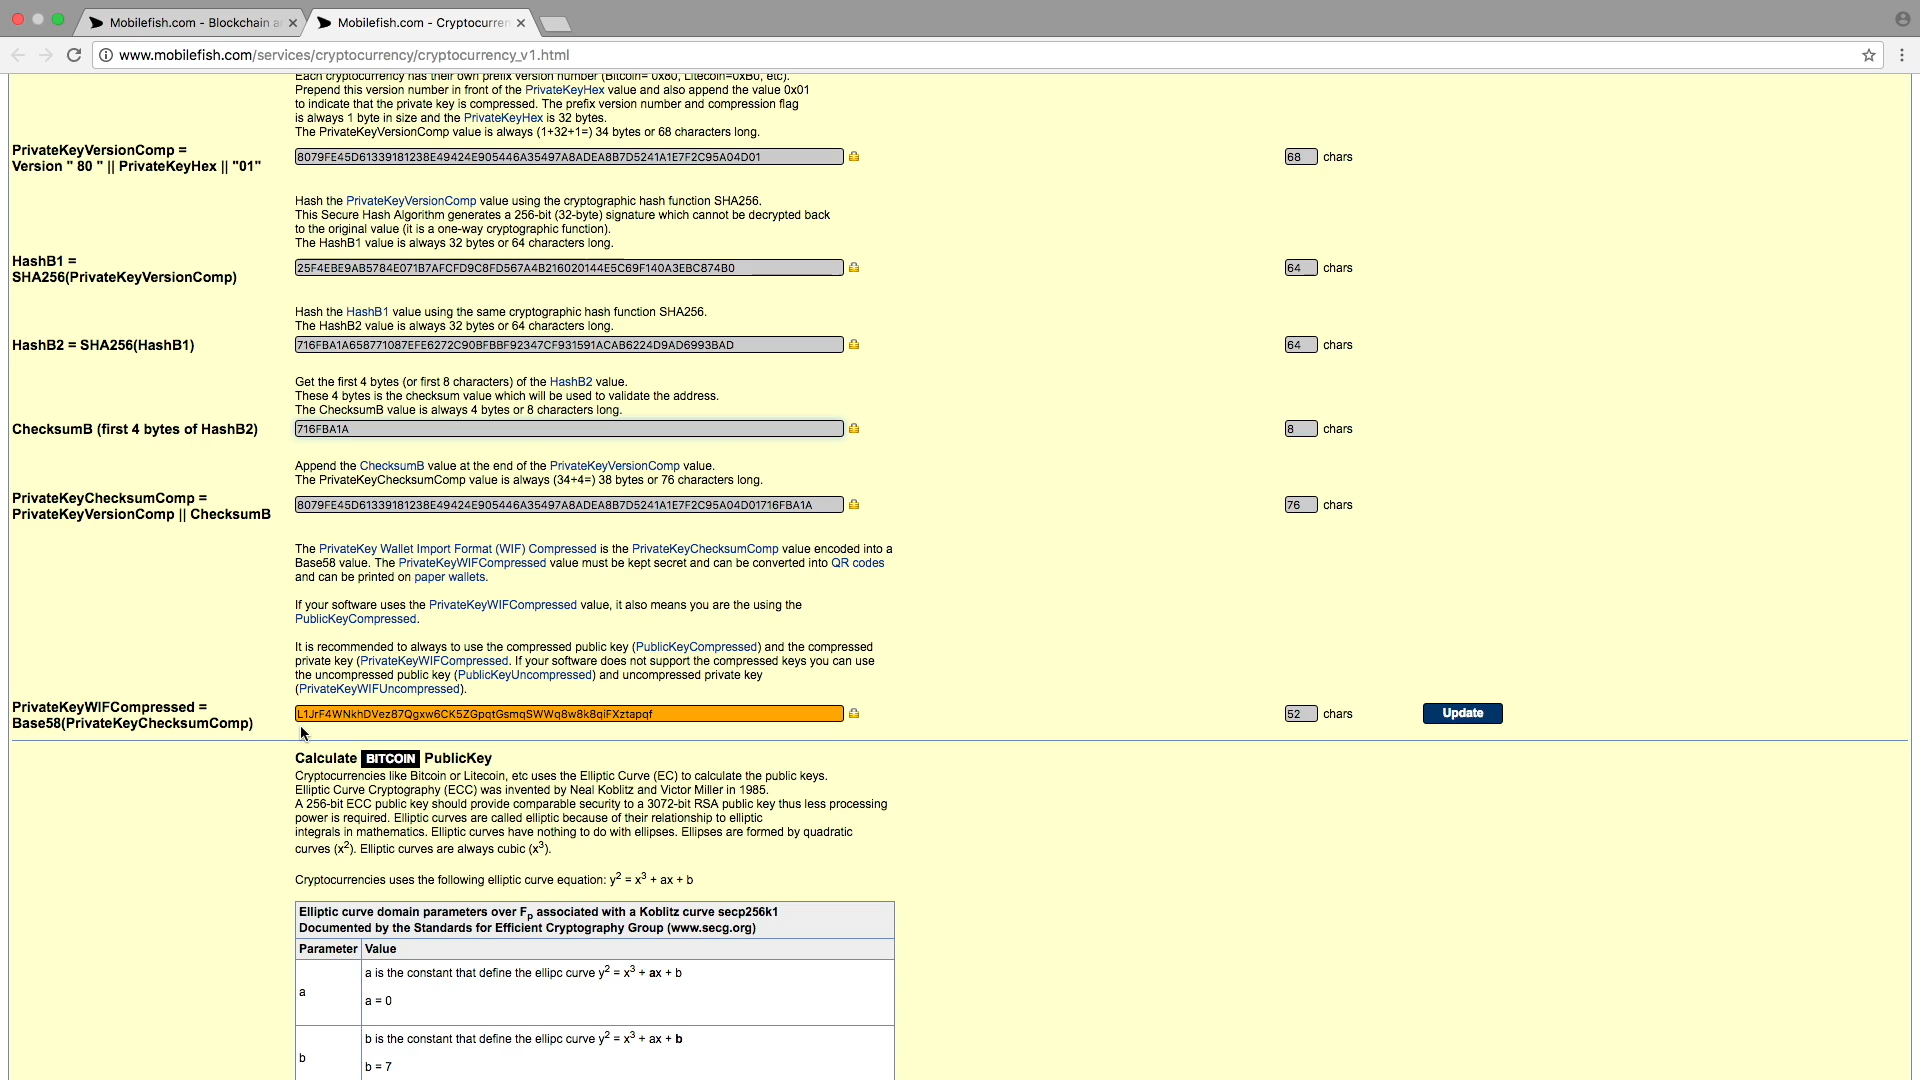 Mobilefish.com - Blockchain a
Mobilefish.com - Cryptocurren
www.mobilefish.com/services/cryptocurrency/cryptocurrency_v1.html
Each cryptocurrency has their own prefix version number (Bitcoin= 0x80, Litecoin=0xB0, etc).
Prepend this version number in front of the PrivateKeyHex value and also append the value 0x01
to indicate that the private key is compressed. The prefix version number and compression flag
is always 1 byte in size and the PrivateKeyHex is 32 bytes.
The PrivateKeyVersionComp value is always (1+32+1=) 34 bytes or 68 characters long.
PrivateKeyVersionComp =
Version " 80 " || PrivateKeyHex || "01"
8079FE45D61339181238E49424E905446A35497A8ADEA8B7D5241A1E7F2C95A04D01
68 chars
Hash the PrivateKeyVersionComp value using the cryptographic hash function SHA256.
This Secure Hash Algorithm generates a 256-bit (32-byte) signature which cannot be decrypted back
to the original value (it is a one-way cryptographic function).
The HashB1 value is always 32 bytes or 64 characters long.
HashB1 =
SHA256(PrivateKeyVersionComp)
25F4EBE9AB5784E071B7AFCFD9C8FD567A4B216020144E5C69F140A3EBC874B0
64 chars
Hash the HashB1 value using the same cryptographic hash function SHA256.
The HashB2 value is always 32 bytes or 64 characters long.
HashB2 = SHA256(HashB1)
716FBA1A658771087EFE6272C90BFBBF92347CF931591ACAB6224D9AD6993BAD
64 chars
Get the first 4 bytes (or first 8 characters) of the HashB2 value.
These 4 bytes is the checksum value which will be used to validate the address.
The ChecksumB value is always 4 bytes or 8 characters long.
ChecksumB (first 4 bytes of HashB2)
716FBA1A
8 chars
Append the ChecksumB value at the end of the PrivateKeyVersionComp value.
The PrivateKeyChecksumComp value is always (34+4=) 38 bytes or 76 characters long.
PrivateKeyChecksumComp =
PrivateKeyVersionComp || ChecksumB
8079FE45D61339181238E49424E905446A35497A8ADEA8B7D5241A1E7F2C95A04D01716FBA1A
76 chars
The PrivateKey Wallet Import Format (WIF) Compressed is the PrivateKeyChecksumComp value encoded into a
Base58 value. The PrivateKeyWIFCompressed value must be kept secret and can be converted into QR codes
and can be printed on paper wallets.
If your software uses the PrivateKeyWIFCompressed value, it also means you are the using the
PublicKeyCompressed.
It is recommended to always to use the compressed public key (PublicKeyCompressed) and the compressed
private key (PrivateKeyWIFCompressed. If your software does not support the compressed keys you can use
the uncompressed public key (PublicKeyUncompressed) and uncompressed private key
(PrivateKeyWIFUncompressed).
PrivateKeyWIFCompressed =
Base58(PrivateKeyChecksumComp)
L1JrF4WNkhDVez87Qgxw6CK5ZGpqtGsmqSWWq8w8k8qiFXztapqf
52 chars
Update
Calculate BITCOIN PublicKey
Cryptocurrencies like Bitcoin or Litecoin, etc uses the Elliptic Curve (EC) to calculate the public keys.
Elliptic Curve Cryptography (ECC) was invented by Neal Koblitz and Victor Miller in 1985.
A 256-bit ECC public key should provide comparable security to a 3072-bit RSA public key thus less processing
power is required. Elliptic curves are called elliptic because of their relationship to elliptic
integrals in mathematics. Elliptic curves have nothing to do with ellipses. Ellipses are formed by quadratic
curves (x²). Elliptic curves are always cubic (x³).
Cryptocurrencies uses the following elliptic curve equation: y² = x³ + ax + b
Elliptic curve domain parameters over Fp associated with a Koblitz curve secp256k1
Documented by the Standards for Efficient Cryptography Group (www.secg.org)
Parameter Value
a is the constant that define the ellipc curve y² = x³ + ax + b
a
a = 0
b is the constant that define the ellipc curve y² = x³ + ax + b
b
b = 7